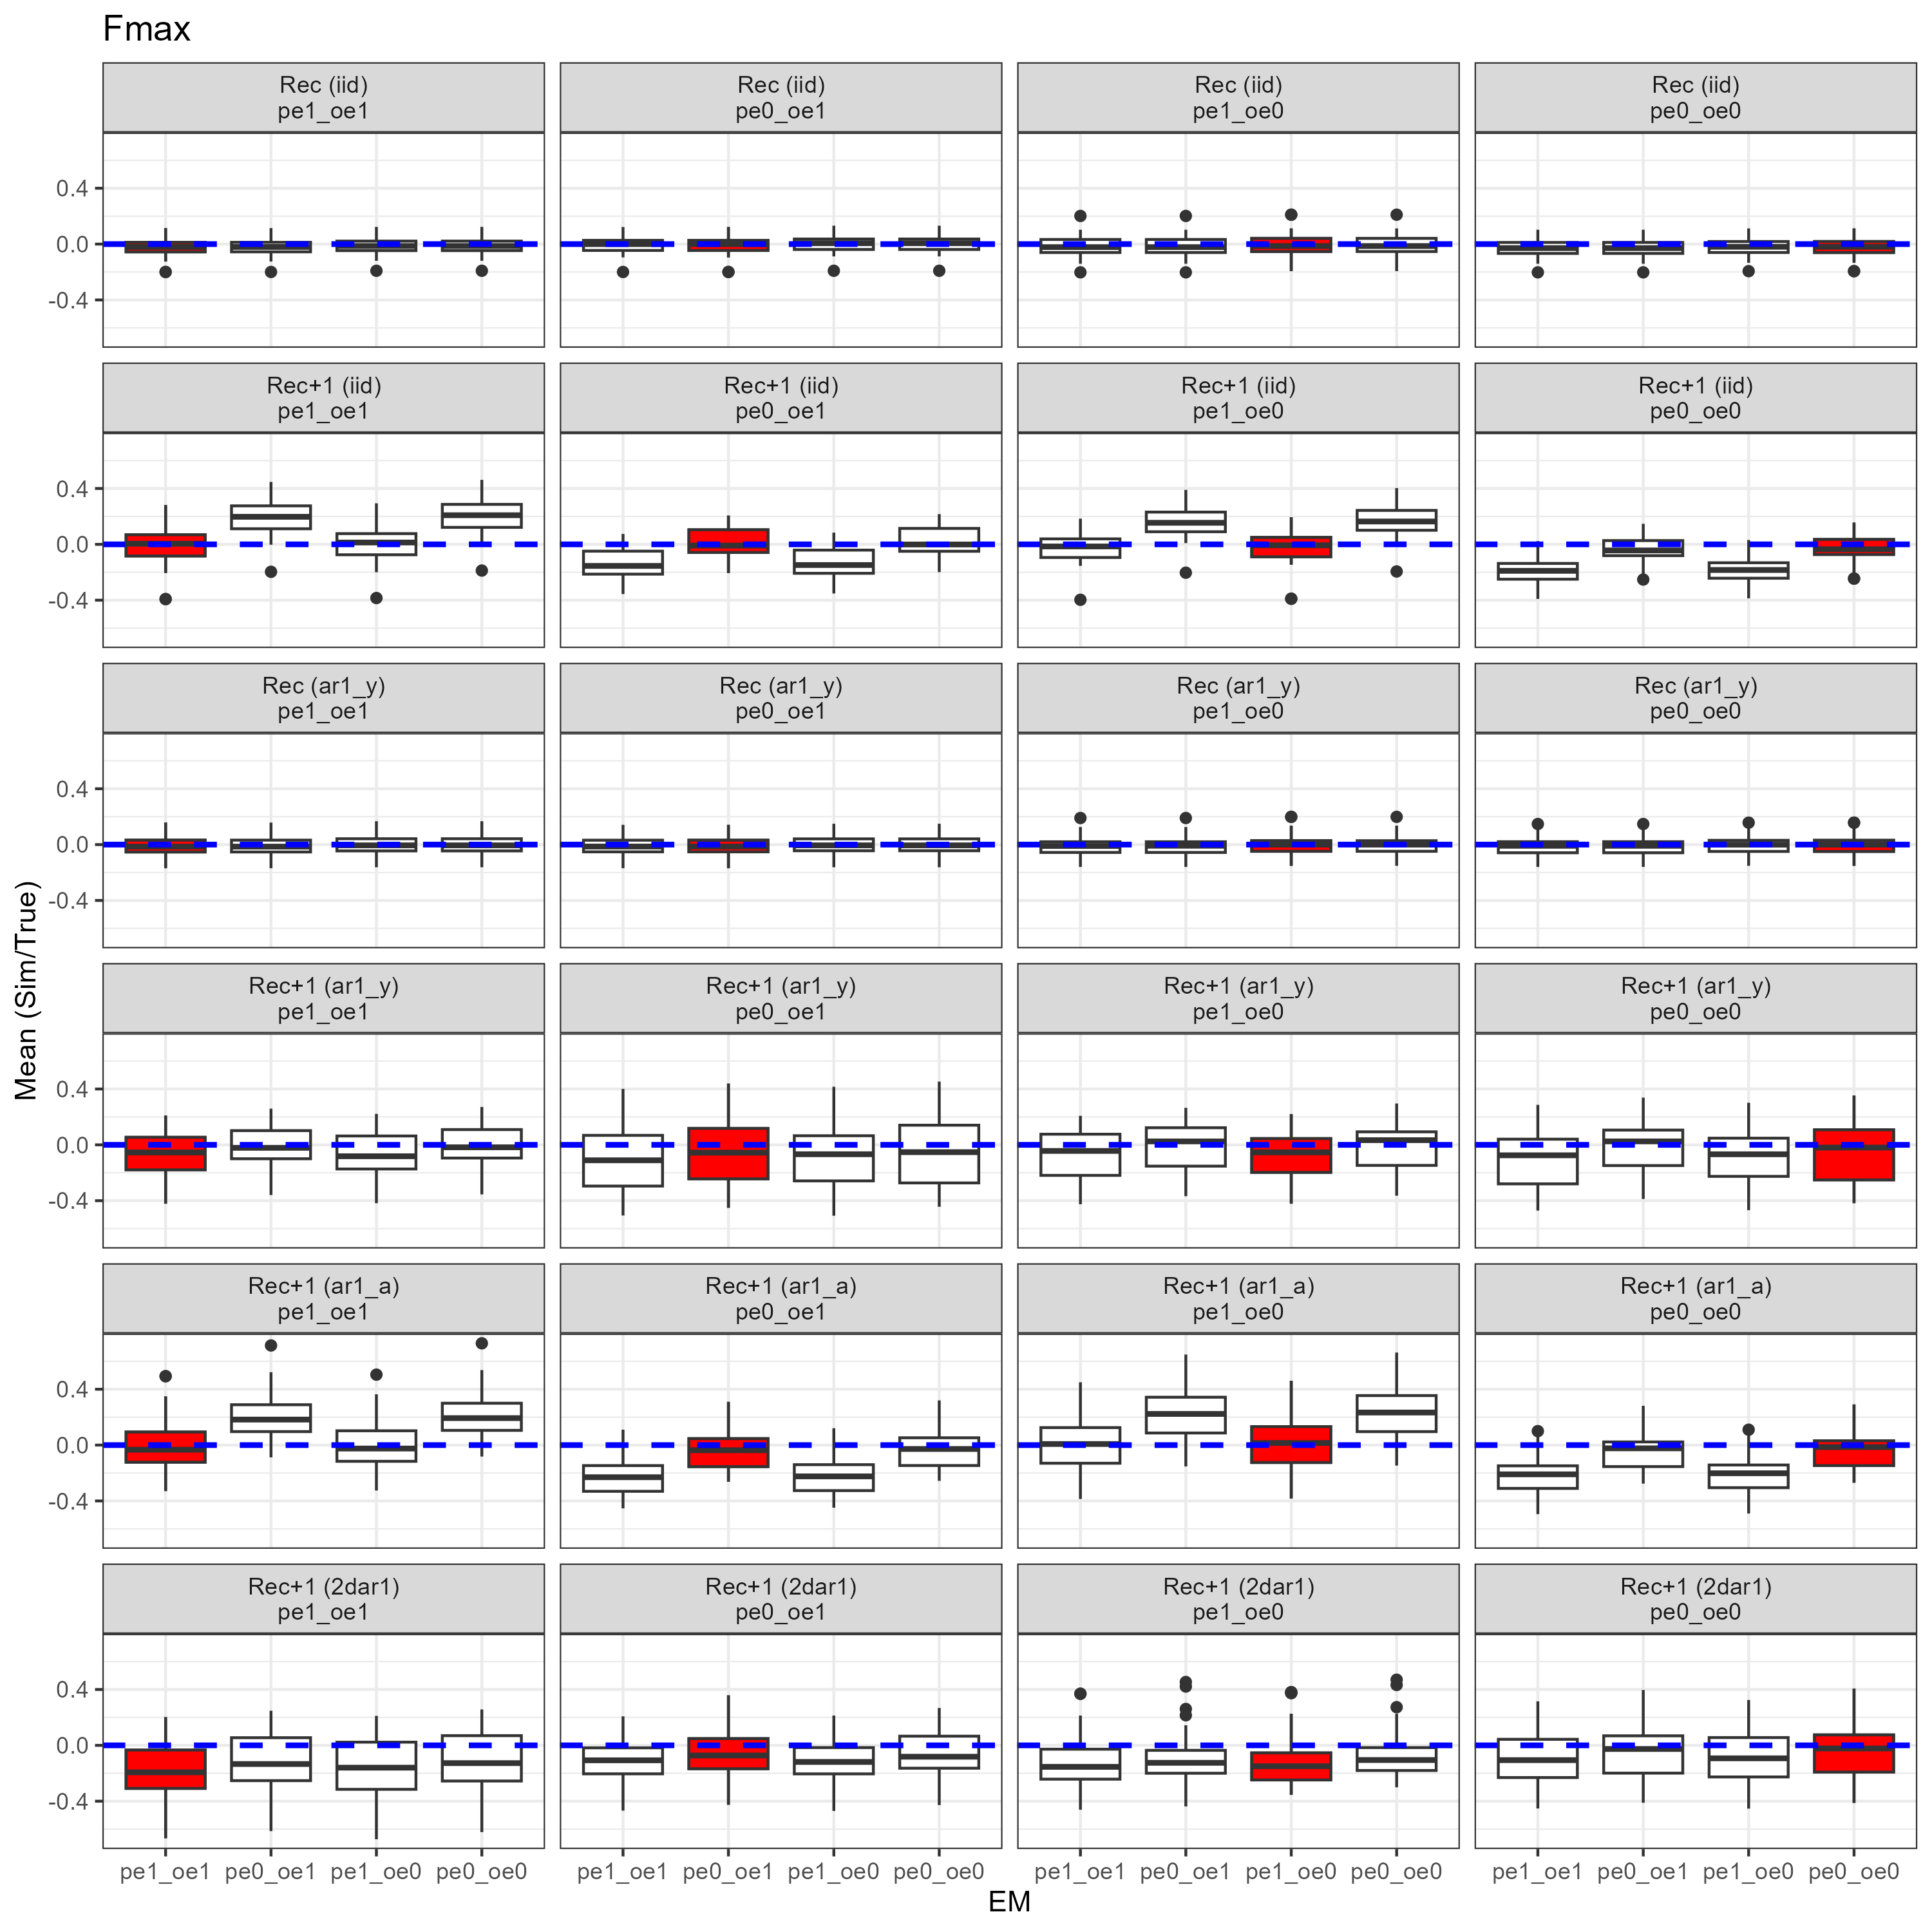 Fmax
Rec (iid)
pe1_oe1
Rec (iid)
pe0_oe1
Rec (iid)
pe1_oe0
Rec (iid)
pe0_oe0
0.4
0.0
-0.4
Rec+1 (iid)
pe1_oe1
Rec+1 (iid)
pe0_oe1
Rec+1 (iid)
pe1_oe0
Rec+1 (iid)
pe0_oe0
0.4
0.0
-0.4
Rec (ar1_y)
pe1_oe1
Rec (ar1_y)
pe0_oe1
Rec (ar1_y)
pe1_oe0
Rec (ar1_y)
pe0_oe0
0.4
0.0
-0.4
Mean (Sim/True)
Rec+1 (ar1_y)
pe1_oe1
Rec+1 (ar1_y)
pe0_oe1
Rec+1 (ar1_y)
pe1_oe0
Rec+1 (ar1_y)
pe0_oe0
0.4
0.0
-0.4
Rec+1 (ar1_a)
pe1_oe1
Rec+1 (ar1_a)
pe0_oe1
Rec+1 (ar1_a)
pe1_oe0
Rec+1 (ar1_a)
pe0_oe0
0.4
0.0
-0.4
Rec+1 (2dar1)
pe1_oe1
Rec+1 (2dar1)
pe0_oe1
Rec+1 (2dar1)
pe1_oe0
Rec+1 (2dar1)
pe0_oe0
0.4
0.0
-0.4
pe1_oe1 pe0_oe1 pe1_oe0 pe0_oe0
pe1_oe1 pe0_oe1 pe1_oe0 pe0_oe0
pe1_oe1 pe0_oe1 pe1_oe0 pe0_oe0
pe1_oe1 pe0_oe1 pe1_oe0 pe0_oe0
EM